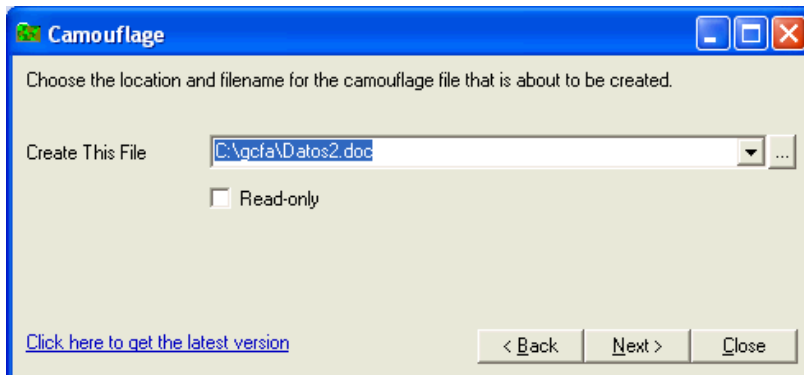 Camouflage
Choose the location and filename for the camouflage file that is about to be created.
Create This File
C:\gcfa\Datos2.doc
...
Read-only
Click here to get the latest version
< Back
Next >
Close